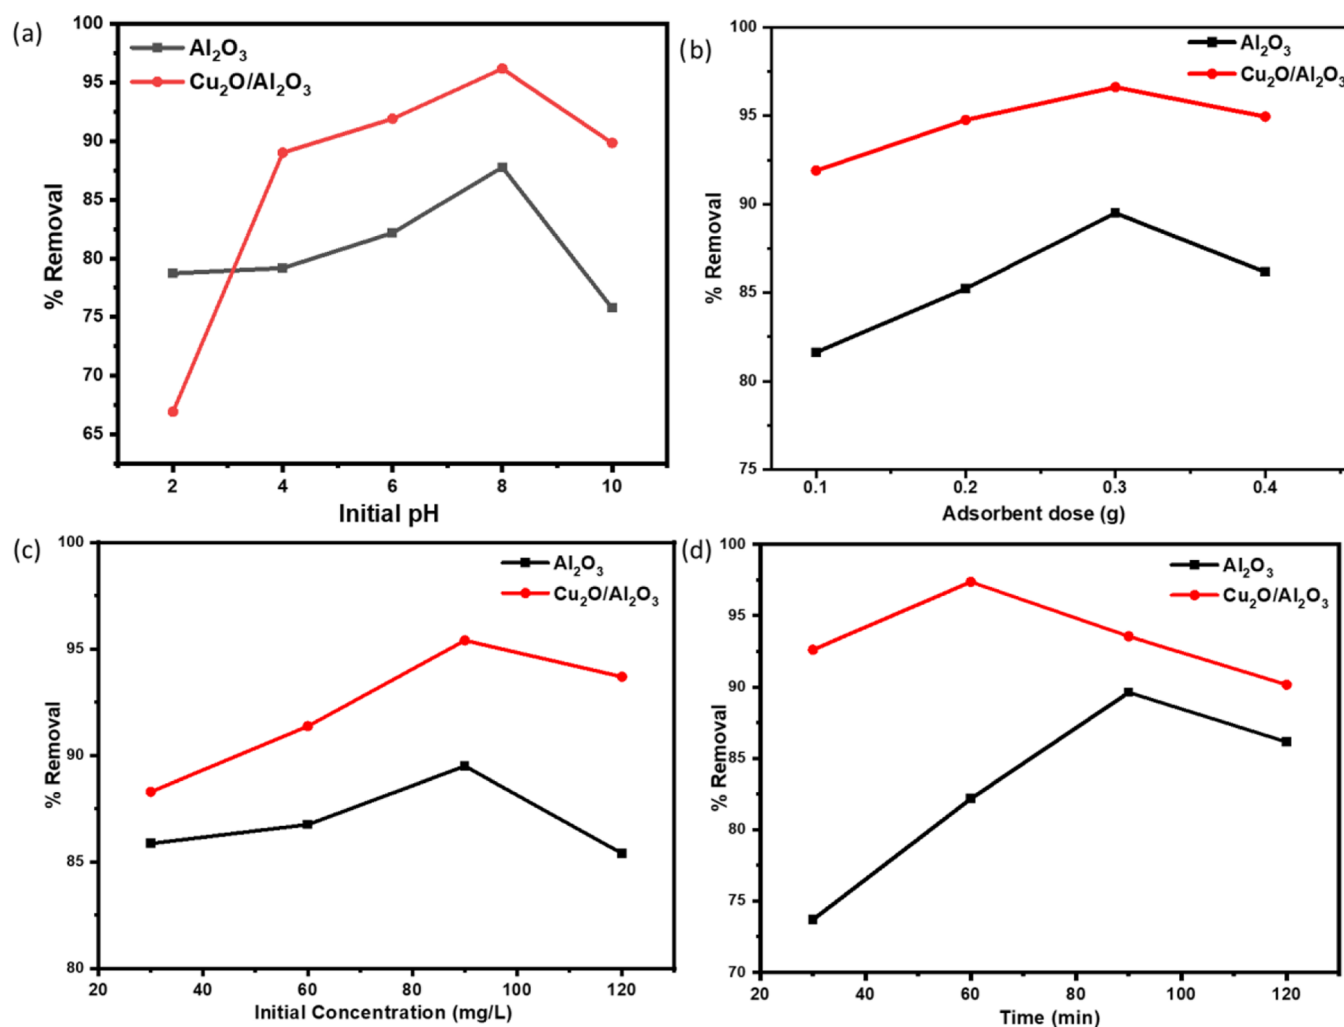 (a)
Al₂O₃
Cu₂O/Al₂O₃
% Removal
100
95
90
85
80
75
70
65
2 4 6 8 10
Initial pH
(b)
Al₂O₃
Cu₂O/Al₂O₃
% Removal
100
95
90
85
80
75
0.1 0.2 0.3 0.4
Adsorbent dose (g)
(c)
Al₂O₃
Cu₂O/Al₂O₃
% Removal
100
95
90
85
80
20 40 60 80 100 120
Initial Concentration (mg/L)
(d)
Al₂O₃
Cu₂O/Al₂O₃
% Removal
100
95
90
85
80
75
70
20 40 60 80 100 120
Time (min)